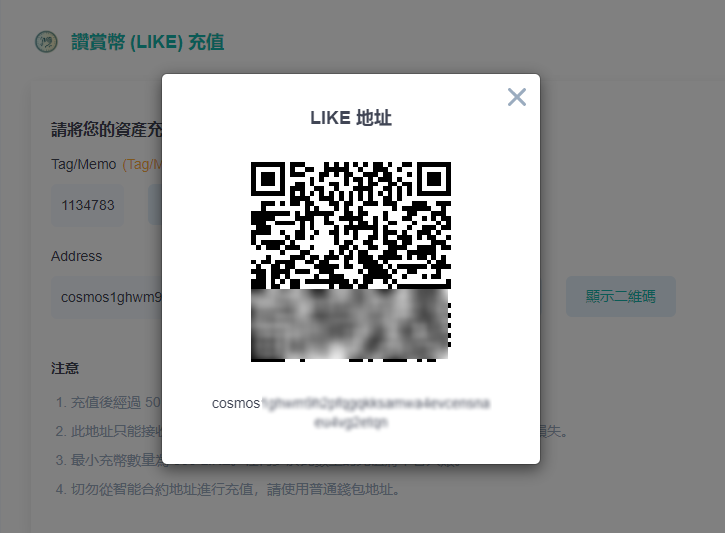 讚賞幣 (LIKE) 充值
請將您的資產充
Tag/Memo (Tag/M
1134783
Address
cosmos1ghwm9
顯示二維碼
LIKE 地址
cosmos
注意
1. 充值後經過 50
2. 此地址只能接收
損失。
3. 最小充幣數量為
4. 切勿從智能合約地址進行充值，請使用普通錢包地址。